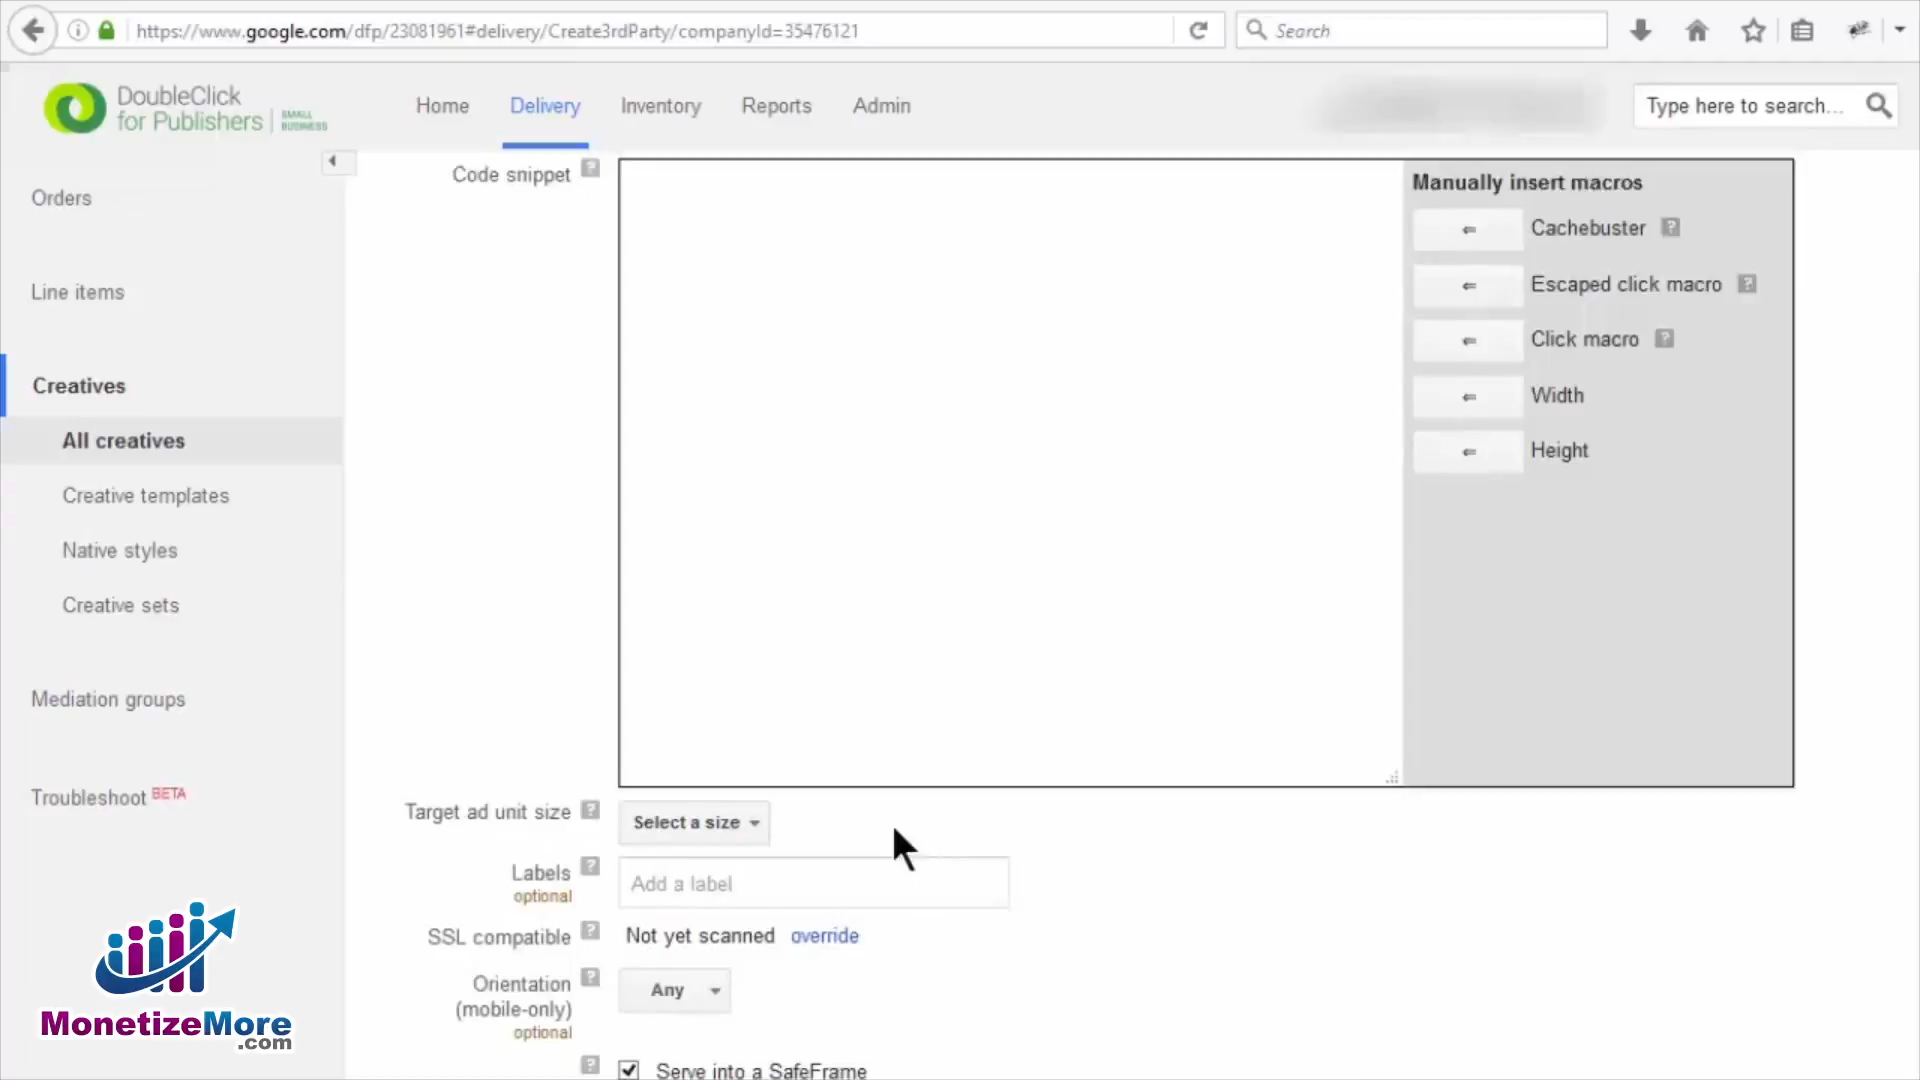 https://www.google.com/dfp/23081961#delivery/Create3rdParty/companyId=35476121
Search
DoubleClick
for Publishers
SMALL
BUSINESS
Home
Delivery
Inventory
Reports
Admin
Type here to search...
Orders
Line items
Creatives
All creatives
Creative templates
Native styles
Creative sets
Mediation groups
Troubleshoot BETA
Code snippet ?
Manually insert macros
⇐ Cachebuster ?
⇐ Escaped click macro ?
⇐ Click macro ?
⇐ Width
⇐ Height
Target ad unit size ?
Select a size
Labels ?
optional
Add a label
SSL compatible ?
Not yet scanned override
Orientation ?
(mobile-only)
optional
Any
? Serve into a SafeFrame
MonetizeMore
.com